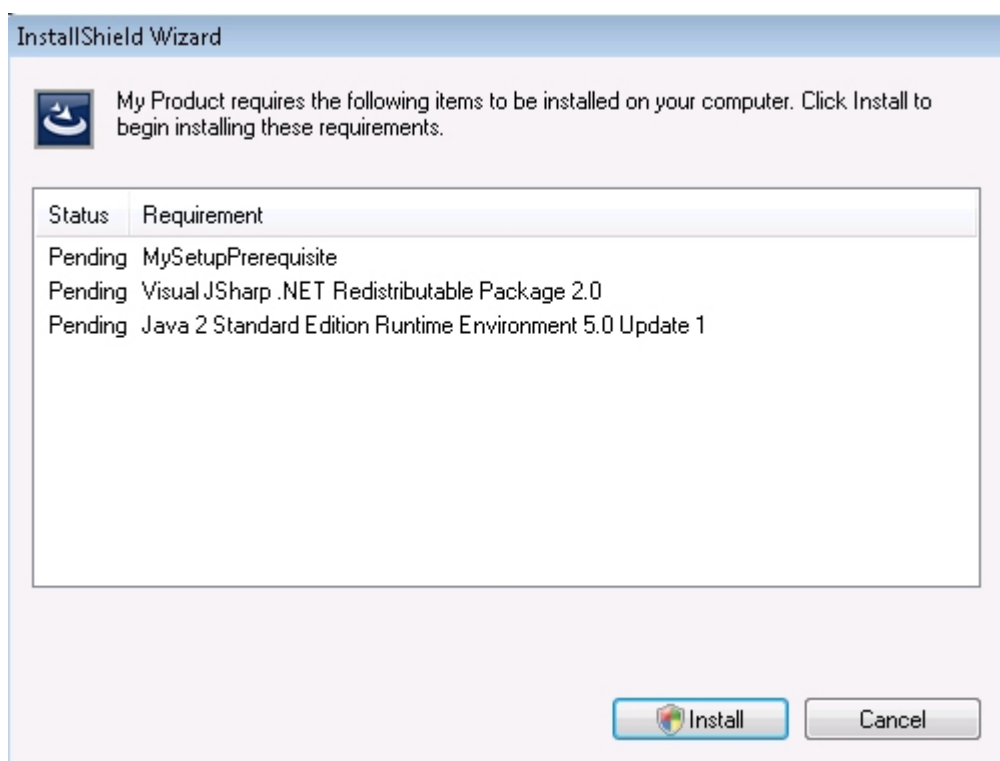 InstallShield Wizard
My Product requires the following items to be installed on your computer. Click Install to
begin installing these requirements.
Status Requirement
Pending MySetupPrerequisite
Pending Visual JSharp .NET Redistributable Package 2.0
Pending Java 2 Standard Edition Runtime Environment 5.0 Update 1
Install Cancel